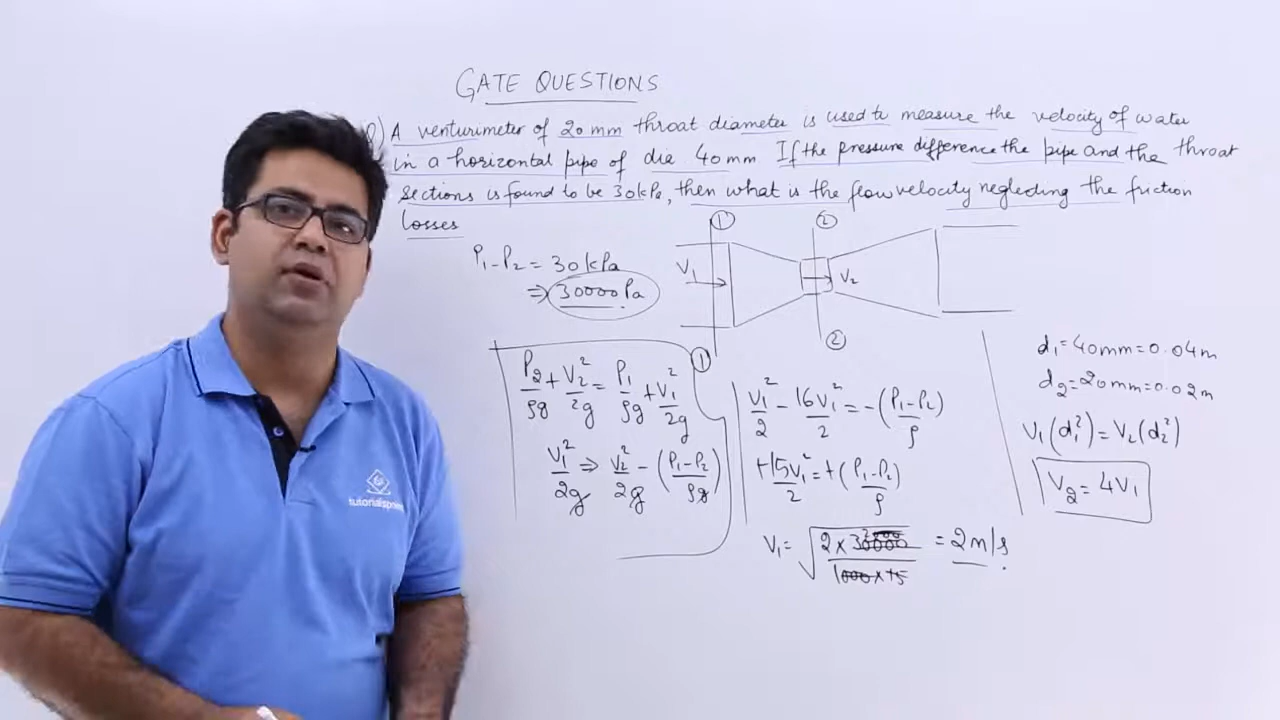 GATE QUESTIONS
Q) A venturimeter of 20 mm throat diameter is used to measure the velocity of water
in a horizontal pipe of dia 40mm If the pressure difference the pipe and the throat
sections is found to be 30kPa, then what is the flow velocity neglecting the friction
losses
P₁-P₂ = 30kPa
⇒ 30000 Pa
① ②
V₁ V₂
① ②
P₂/ρg + V₂²/2g = P₁/ρg + V₁²/2g
V₁²/2g ⇒ V₂²/2g - (P₁-P₂)/ρg
V₁²/2 - 16V₁²/2 = -(P₁-P₂)/ρ
+15V₁²/2 = +(P₁-P₂)/ρ
V₁ = √(2 x 30000/1000 x 15) = 2 m/s
d₁ = 40mm = 0.04m
d₂ = 20mm = 0.02m
V₁(d₁²) = V₂(d₂²)
V₂ = 4V₁
tutorialspoint